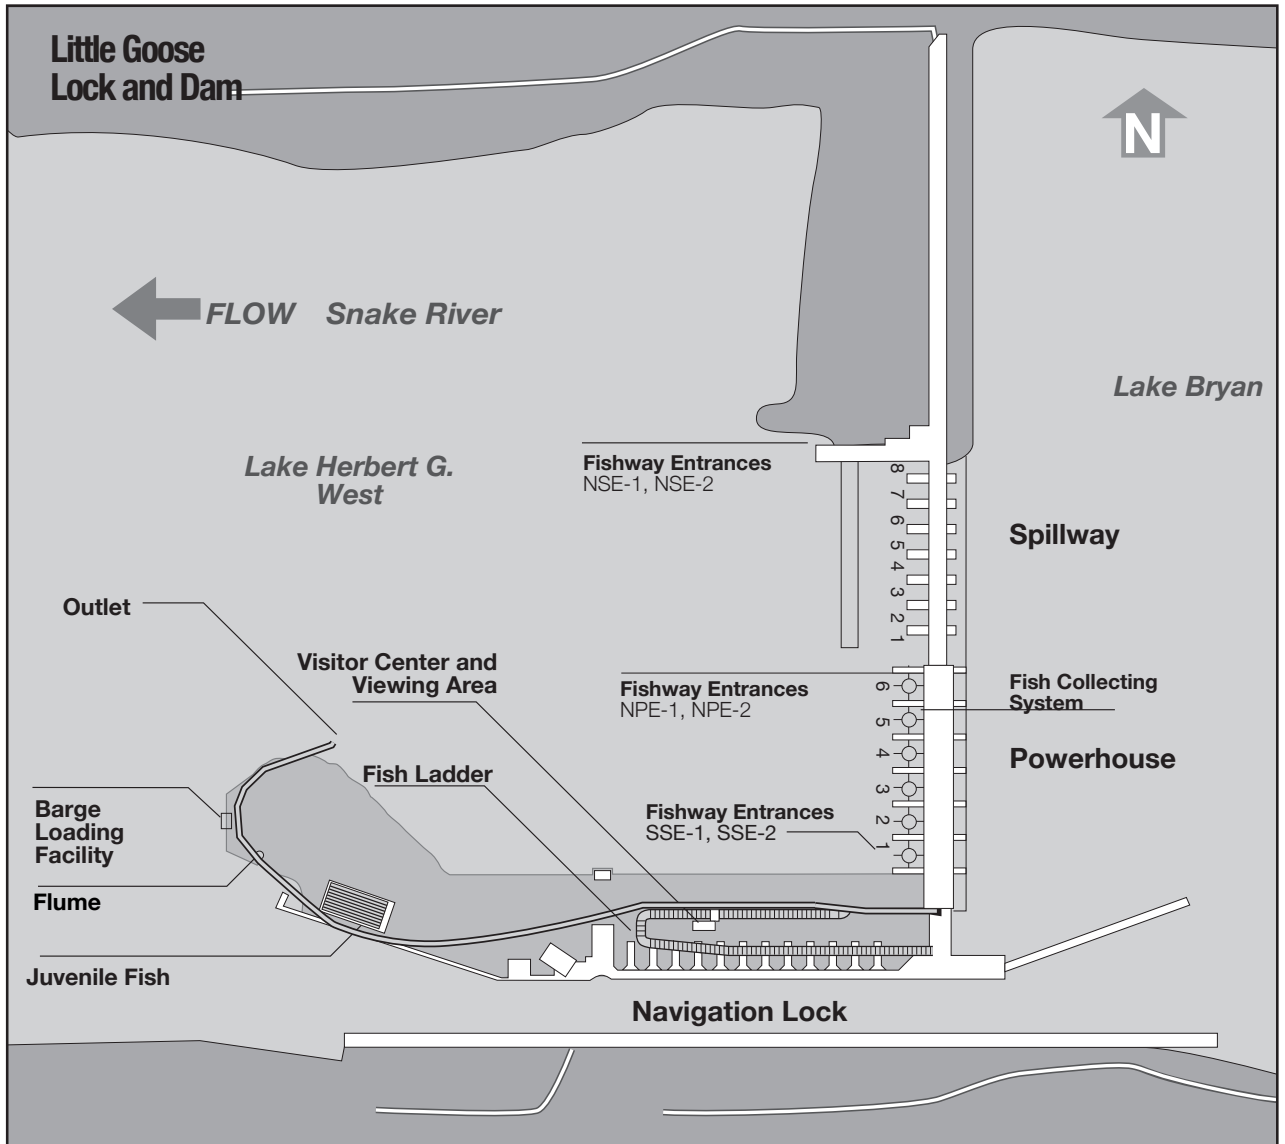 Little Goose
Lock and Dam
N
FLOW Snake River
Lake Bryan
Lake Herbert G.
West
Fishway Entrances
NSE-1, NSE-2
8
7
6
5
4
3
2
1
Spillway
Outlet
Visitor Center and
Viewing Area
Fishway Entrances
NPE-1, NPE-2
6
5
4
3
2
1
Fish Collecting
System
Powerhouse
Fish Ladder
Fishway Entrances
SSE-1, SSE-2
Barge
Loading
Facility
Flume
Juvenile Fish
Navigation Lock